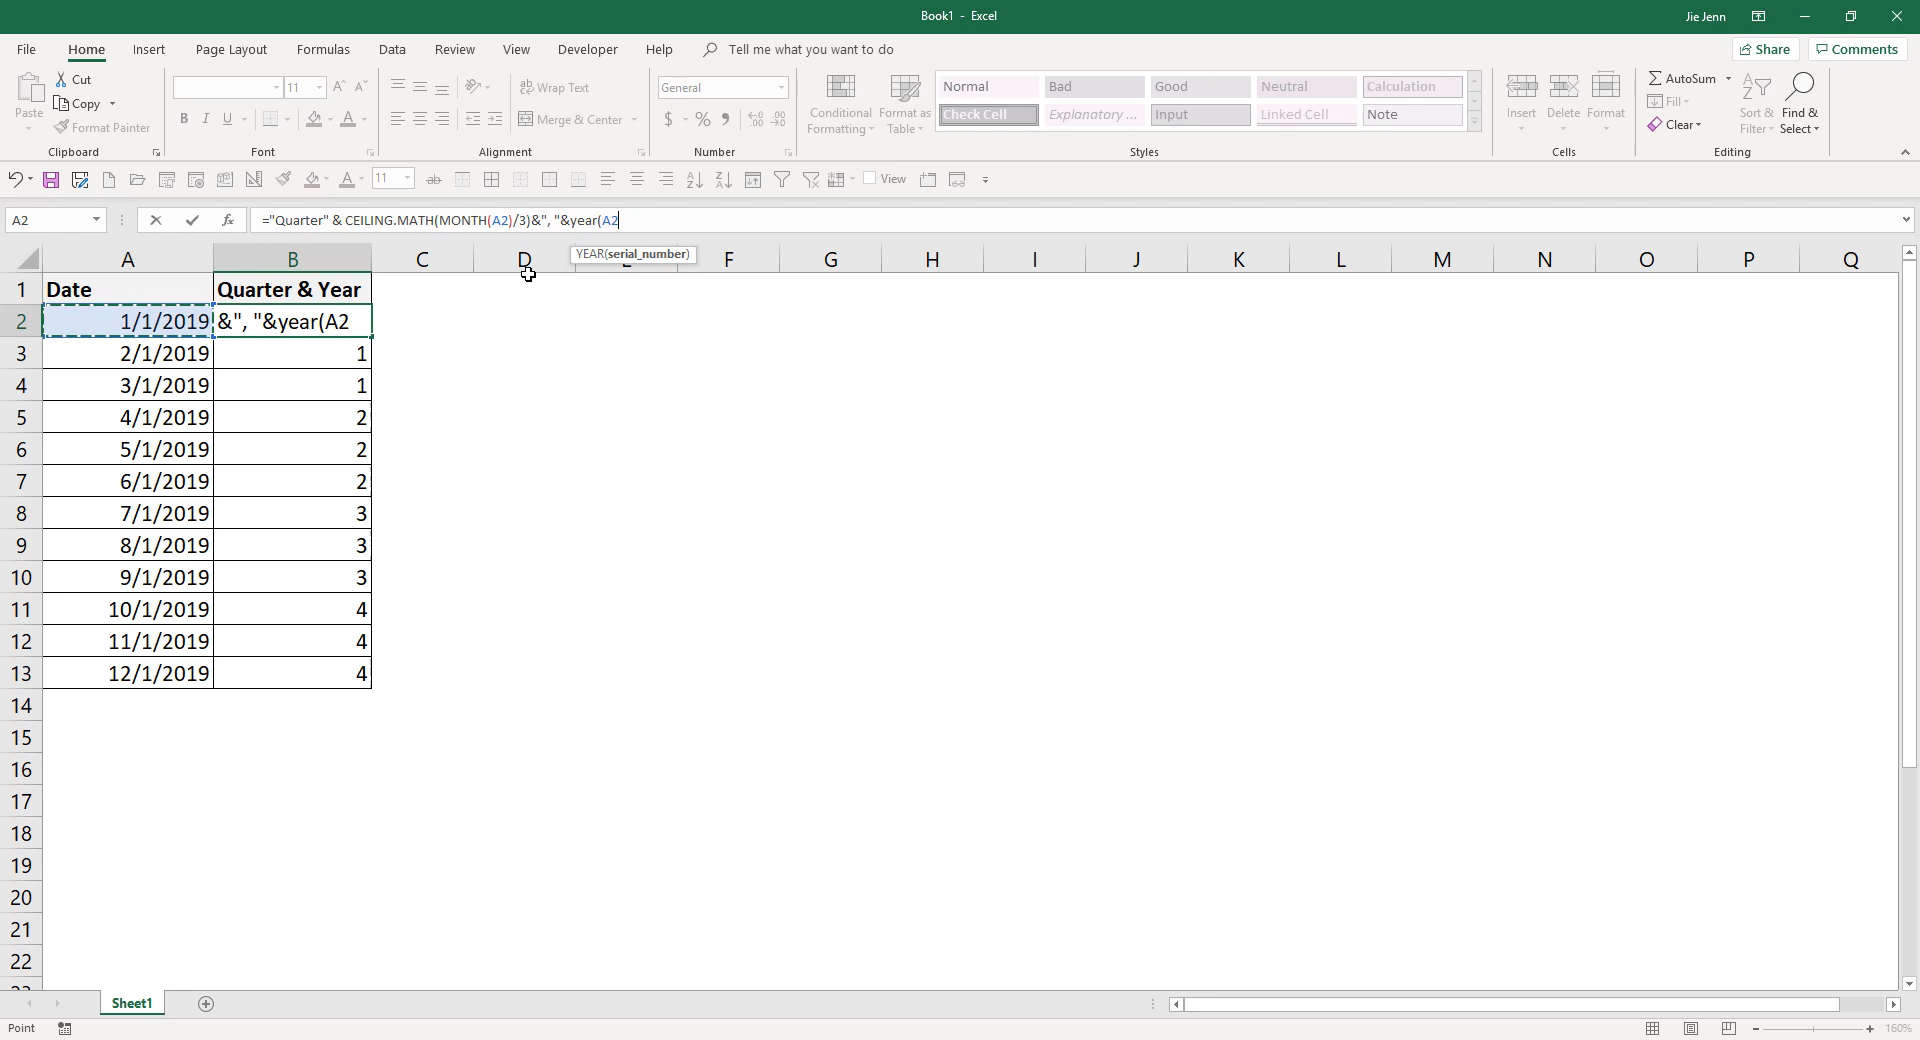 Book1 - Excel
Jie Jenn
File Home Insert Page Layout Formulas Data Review View Developer Help Tell me what you want to do
Share Comments
Paste
Cut
Copy
Format Painter
Clipboard
11
B I U
Font
Wrap Text
Merge & Center
Alignment
General
$ % ,
Number
Conditional Formatting
Format as Table
Normal Bad Good Neutral Calculation
Check Cell Explanatory ... Input Linked Cell Note
Styles
Insert Delete Format
Cells
AutoSum
Fill
Clear
Sort & Filter
Find & Select
Editing
11
View
A2
="Quarter" & CEILING.MATH(MONTH(A2)/3)&", "&year(A2
YEAR(serial_number)
A B C D E F G H I J K L M N O P Q
1 Date Quarter & Year
2 1/1/2019 &", "&year(A2
3 2/1/2019 1
4 3/1/2019 1
5 4/1/2019 2
6 5/1/2019 2
7 6/1/2019 2
8 7/1/2019 3
9 8/1/2019 3
10 9/1/2019 3
11 10/1/2019 4
12 11/1/2019 4
13 12/1/2019 4
14
15
16
17
18
19
20
21
22
Sheet1
Point
160%